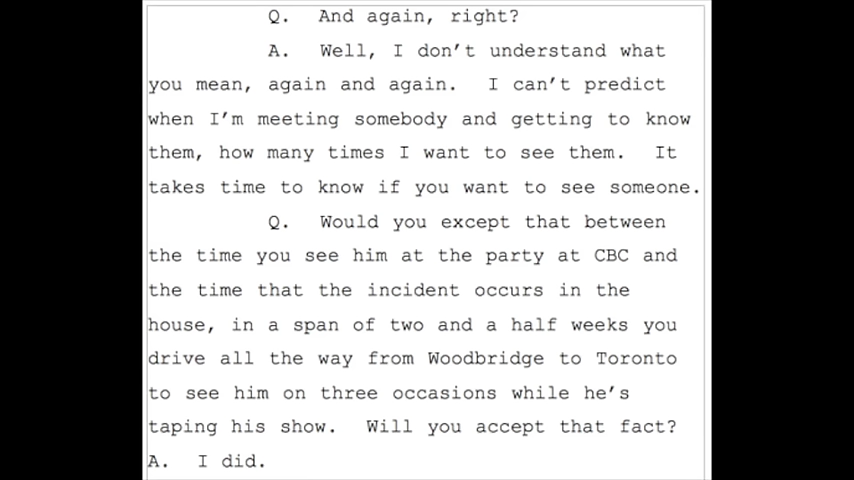 Q. And again, right?
A. Well, I don't understand what
you mean, again and again. I can't predict
when I'm meeting somebody and getting to know
them, how many times I want to see them. It
takes time to know if you want to see someone.
Q. Would you except that between
the time you see him at the party at CBC and
the time that the incident occurs in the
house, in a span of two and a half weeks you
drive all the way from Woodbridge to Toronto
to see him on three occasions while he's
taping his show. Will you accept that fact?
A. I did.